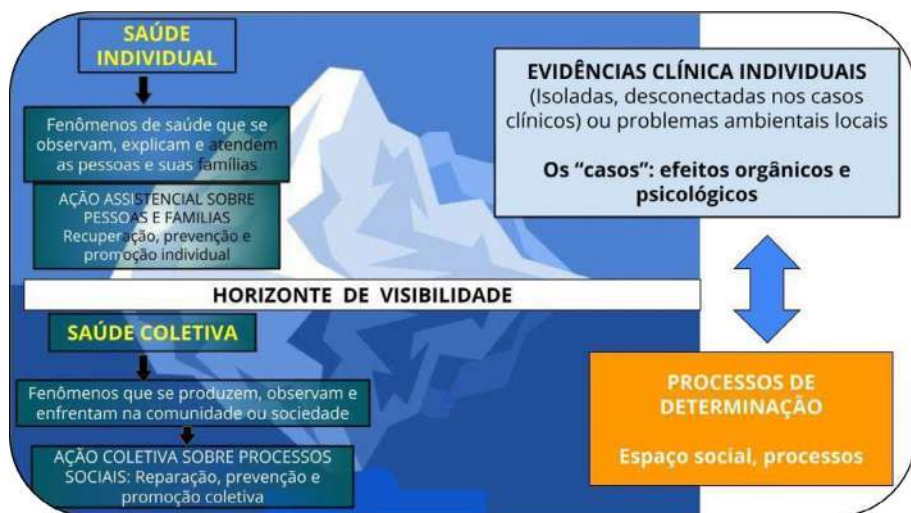 SAÚDE
INDIVIDUAL
Fenômenos de saúde que se
observam, explicam e atendem
as pessoas e suas famílias
AÇÃO ASSISTENCIAL SOBRE
PESSOAS E FAMILIAS
Recuperação, prevenção e
promoção individual
EVIDÊNCIAS CLÍNICA INDIVIDUAIS
(Isoladas, desconectadas nos casos
clínicos) ou problemas ambientais locais
Os “casos”: efeitos orgânicos e
psicológicos
HORIZONTE DE VISIBILIDADE
SAÚDE COLETIVA
Fenômenos que se produzem, observam e
enfrentam na comunidade ou sociedade
AÇÃO COLETIVA SOBRE PROCESSOS
SOCIAIS: Reparação, prevenção e
promoção coletiva
PROCESSOS DE
DETERMINAÇÃO
Espaço social, processos